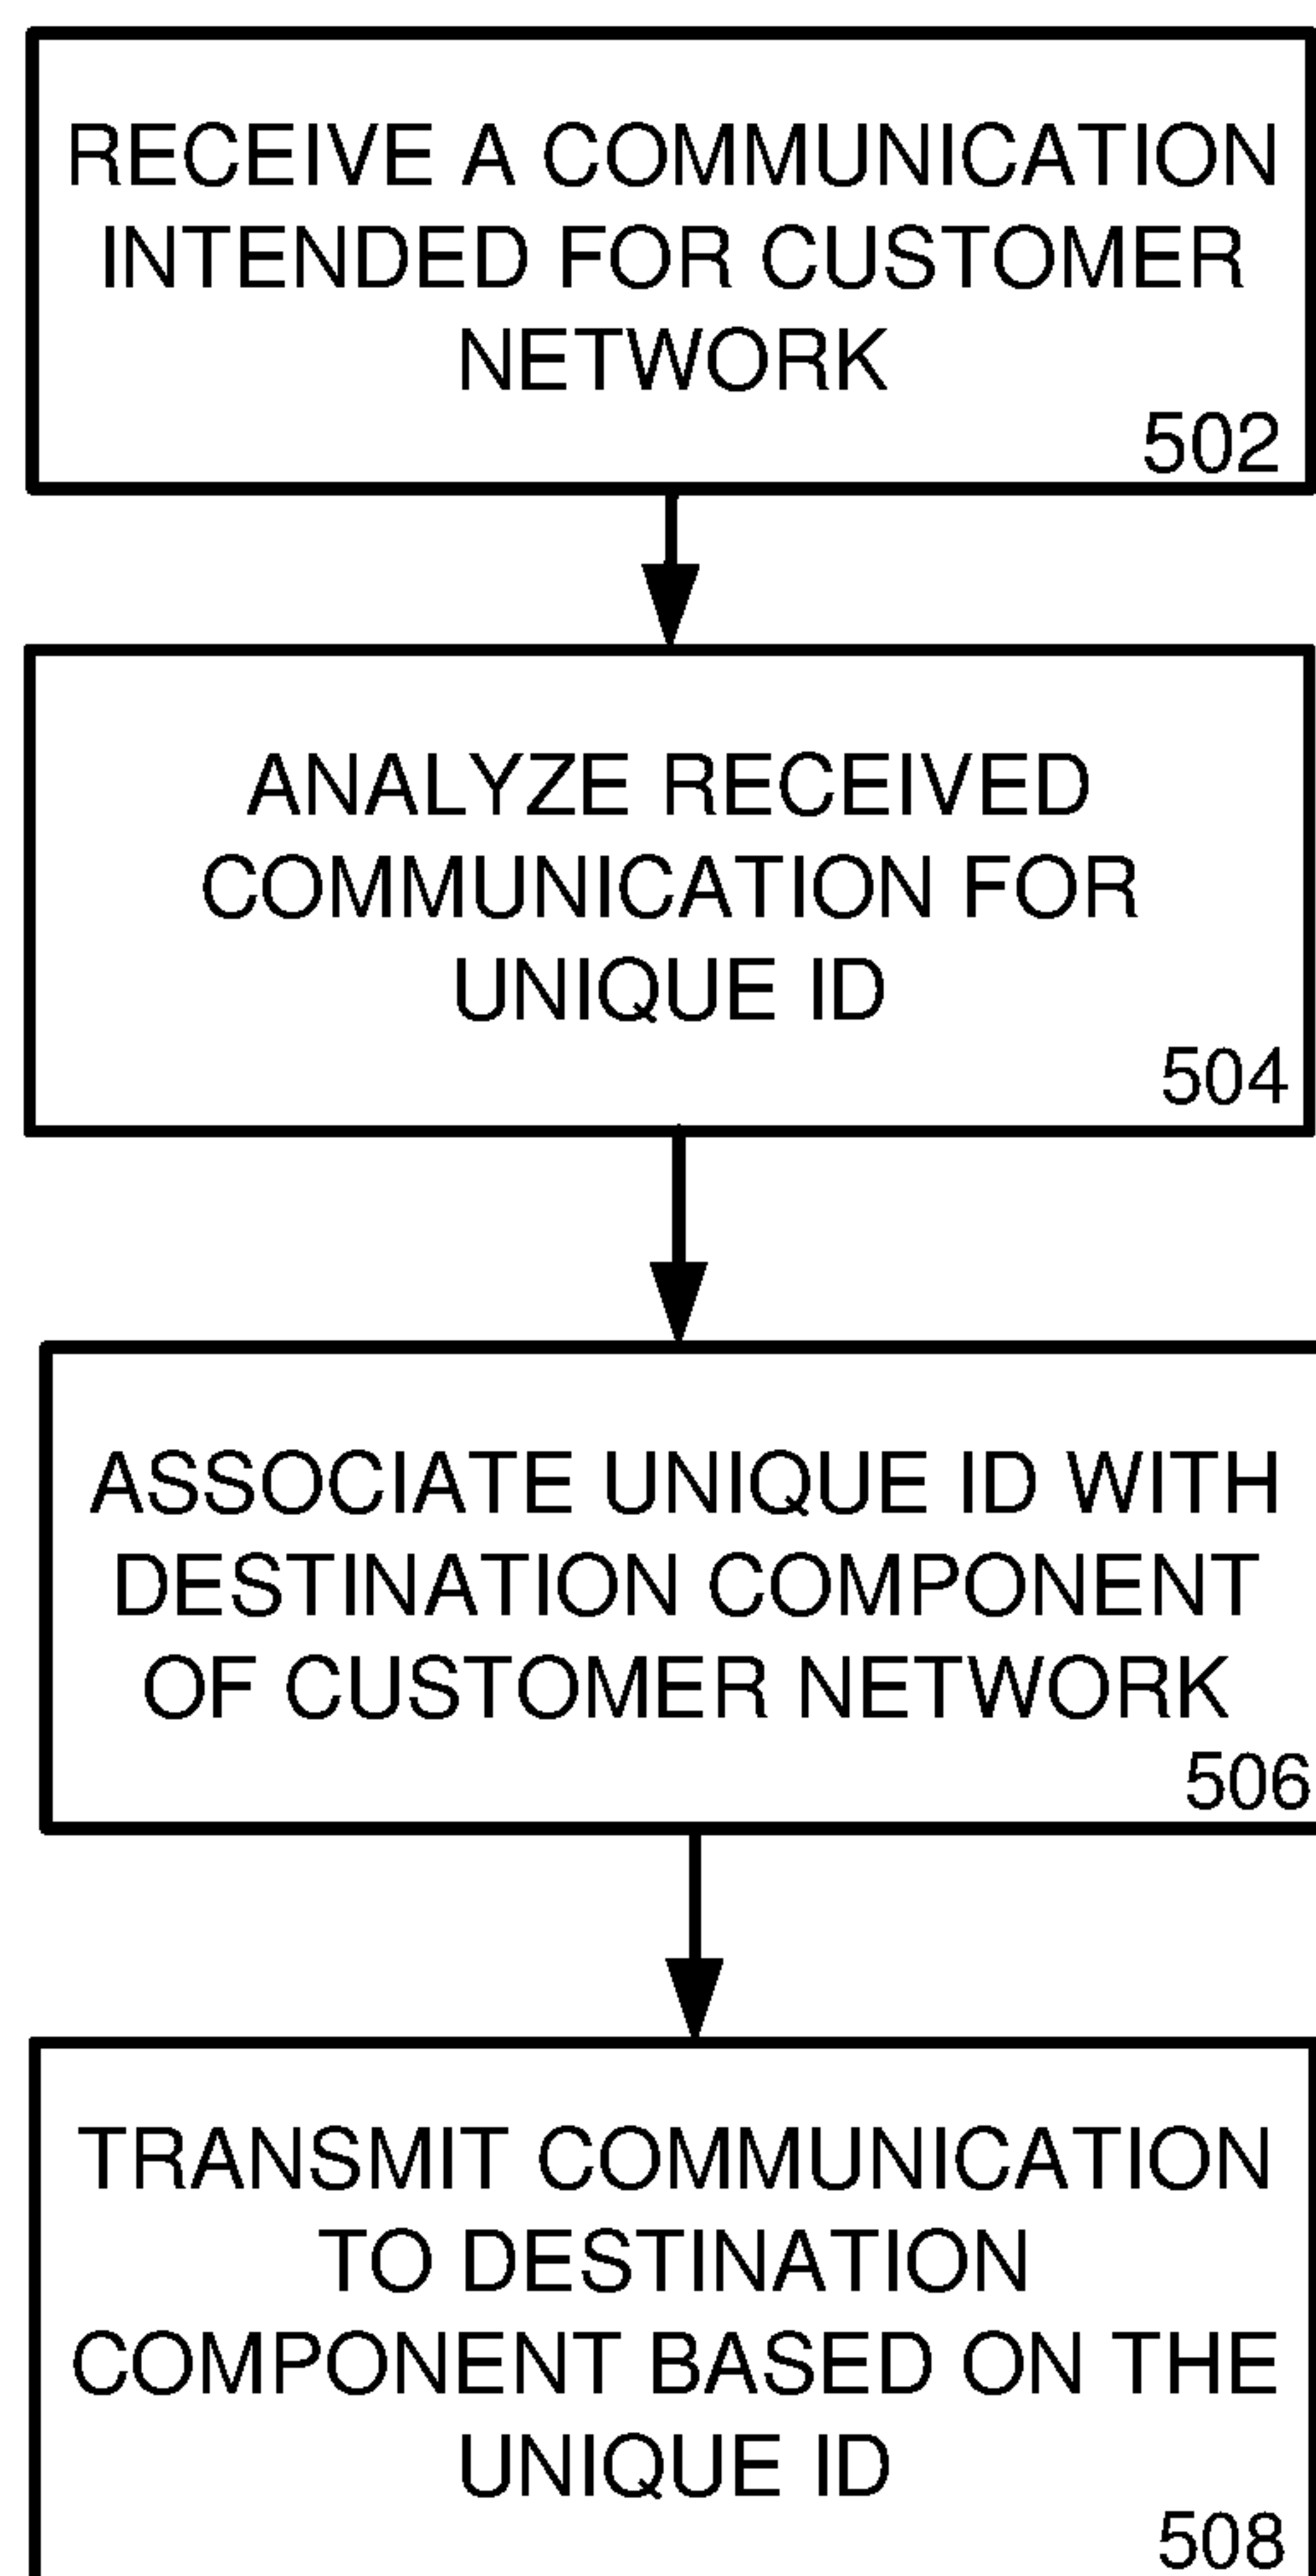 RECEIVE A COMMUNICATION
INTENDED FOR CUSTOMER
NETWORK
502
ANALYZE RECEIVED
COMMUNICATION FOR
UNIQUE ID
504
ASSOCIATE UNIQUE ID WITH
DESTINATION COMPONENT
OF CUSTOMER NETWORK
506
TRANSMIT COMMUNICATION
TO DESTINATION
COMPONENT BASED ON THE
UNIQUE ID
508